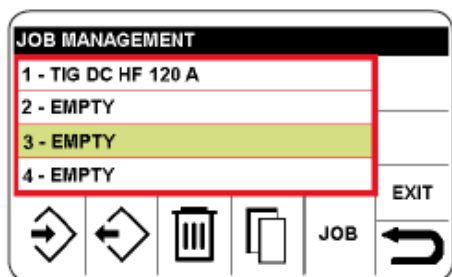 JOB MANAGEMENT
1 - TIG DC HF 120 A
2 - EMPTY
3 - EMPTY
4 - EMPTY
EXIT
JOB